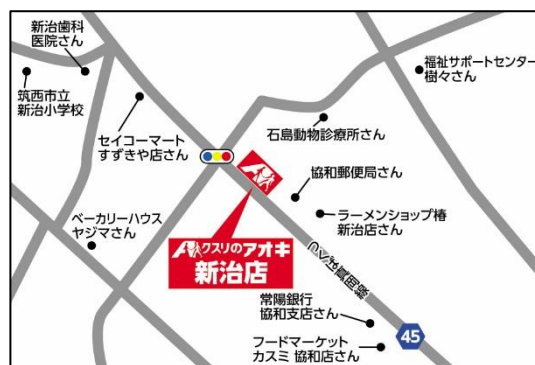 新治歯科
医院さん
筑西市立
新治小学校
セイコーマート
すずきや店さん
福祉サポートセンター
樹々さん
石島動物診療所さん
協和郵便局さん
ラーメンショップ椿
新治店さん
ベーカリーハウス
ヤジマさん
クスリのアオキ
新治店
つくば真岡線
常陽銀行
協和支店さん
45
フードマーケット
カスミ 協和店さん